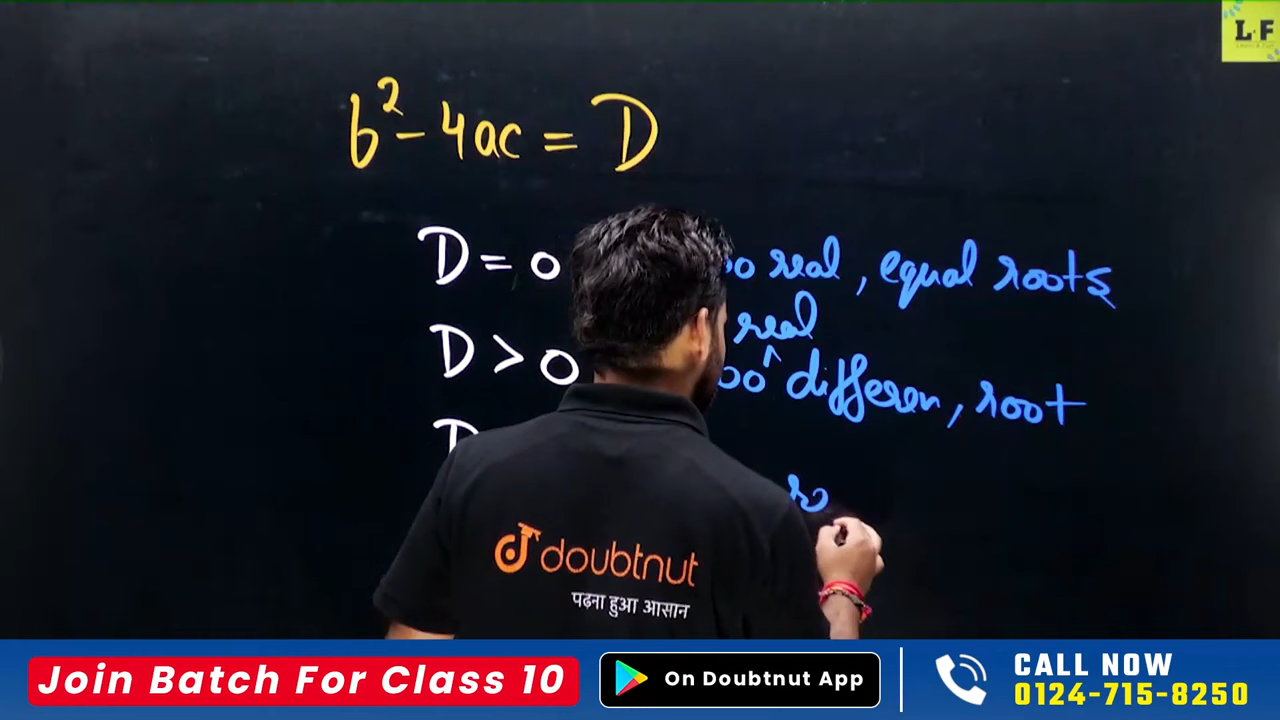 L.F
b²-4ac = D
D = 0 real, equal roots
real
D > 0 differen, root
D
doubtnut
पढ़ना हुआ आसान
Join Batch For Class 10
On Doubtnut App
CALL NOW
0124-715-8250